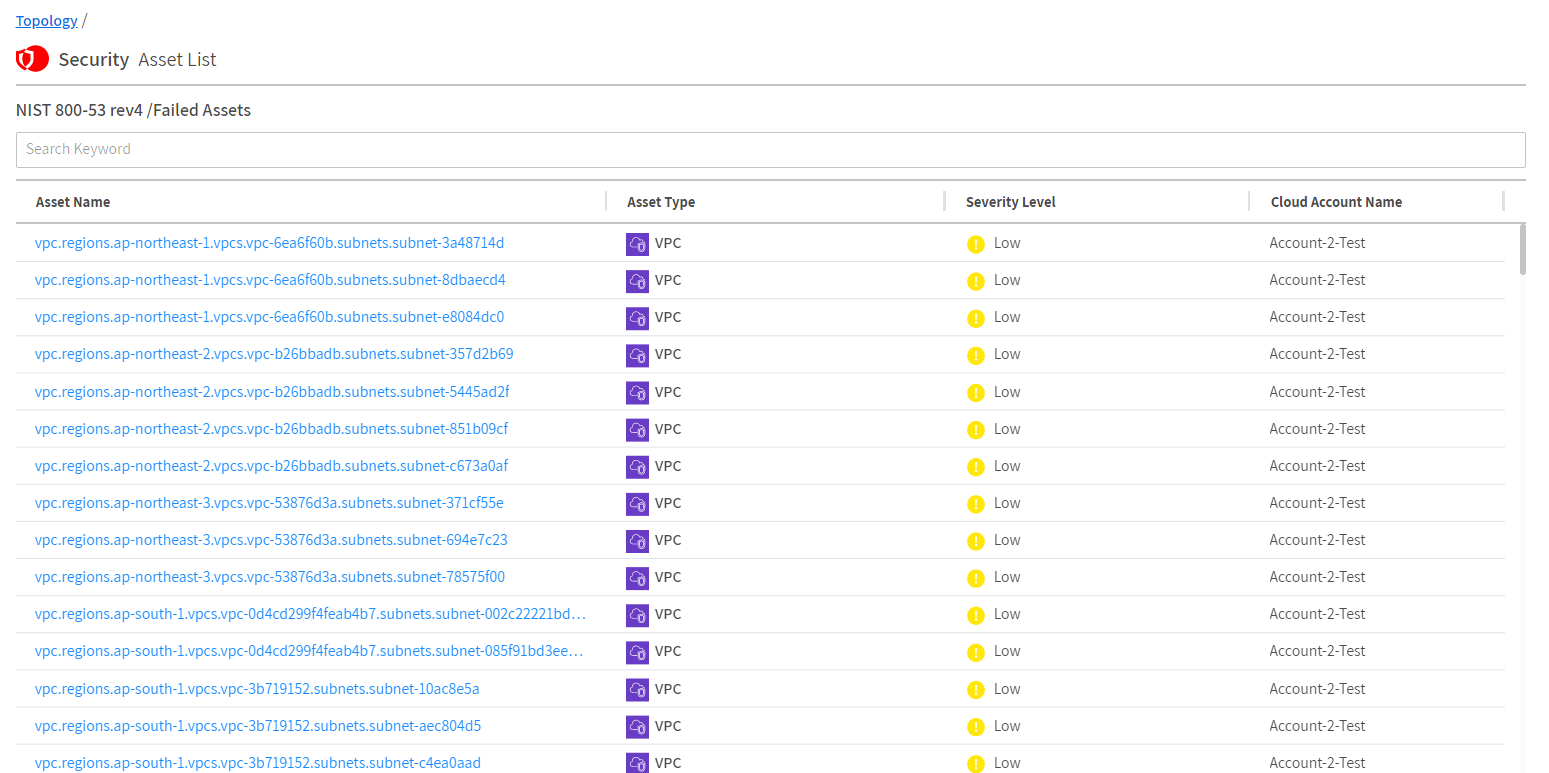 Topology /
Security Asset List
NIST 800-53 rev4 /Failed Assets
Search Keyword
Asset Name Asset Type Severity Level Cloud Account Name
vpc.regions.ap-northeast-1.vpcs.vpc-6ea6f60b.subnets.subnet-3a48714d VPC Low Account-2-Test
vpc.regions.ap-northeast-1.vpcs.vpc-6ea6f60b.subnets.subnet-8dbaecd4 VPC Low Account-2-Test
vpc.regions.ap-northeast-1.vpcs.vpc-6ea6f60b.subnets.subnet-e8084dc0 VPC Low Account-2-Test
vpc.regions.ap-northeast-2.vpcs.vpc-b26bbadb.subnets.subnet-357d2b69 VPC Low Account-2-Test
vpc.regions.ap-northeast-2.vpcs.vpc-b26bbadb.subnets.subnet-5445ad2f VPC Low Account-2-Test
vpc.regions.ap-northeast-2.vpcs.vpc-b26bbadb.subnets.subnet-851b09cf VPC Low Account-2-Test
vpc.regions.ap-northeast-2.vpcs.vpc-b26bbadb.subnets.subnet-c673a0af VPC Low Account-2-Test
vpc.regions.ap-northeast-3.vpcs.vpc-53876d3a.subnets.subnet-371cf55e VPC Low Account-2-Test
vpc.regions.ap-northeast-3.vpcs.vpc-53876d3a.subnets.subnet-694e7c23 VPC Low Account-2-Test
vpc.regions.ap-northeast-3.vpcs.vpc-53876d3a.subnets.subnet-78575f00 VPC Low Account-2-Test
vpc.regions.ap-south-1.vpcs.vpc-0d4cd299f4feab4b7.subnets.subnet-002c22221bd... VPC Low Account-2-Test
vpc.regions.ap-south-1.vpcs.vpc-0d4cd299f4feab4b7.subnets.subnet-085f91bd3ee... VPC Low Account-2-Test
vpc.regions.ap-south-1.vpcs.vpc-3b719152.subnets.subnet-10ac8e5a VPC Low Account-2-Test
vpc.regions.ap-south-1.vpcs.vpc-3b719152.subnets.subnet-aec804d5 VPC Low Account-2-Test
vpc.regions.ap-south-1.vpcs.vpc-3b719152.subnets.subnet-c4ea0aad VPC Low Account-2-Test